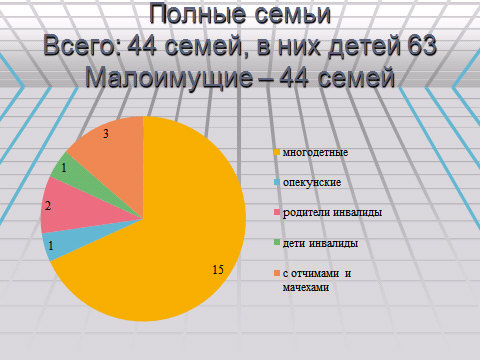 Полные семьи
Всего: 44 семей, в них детей 63
Малоимущие – 44 семей
3
1
2
1
15
многодетные
опекунские
родители инвалиды
дети инвалиды
с отчимами и
мачехами